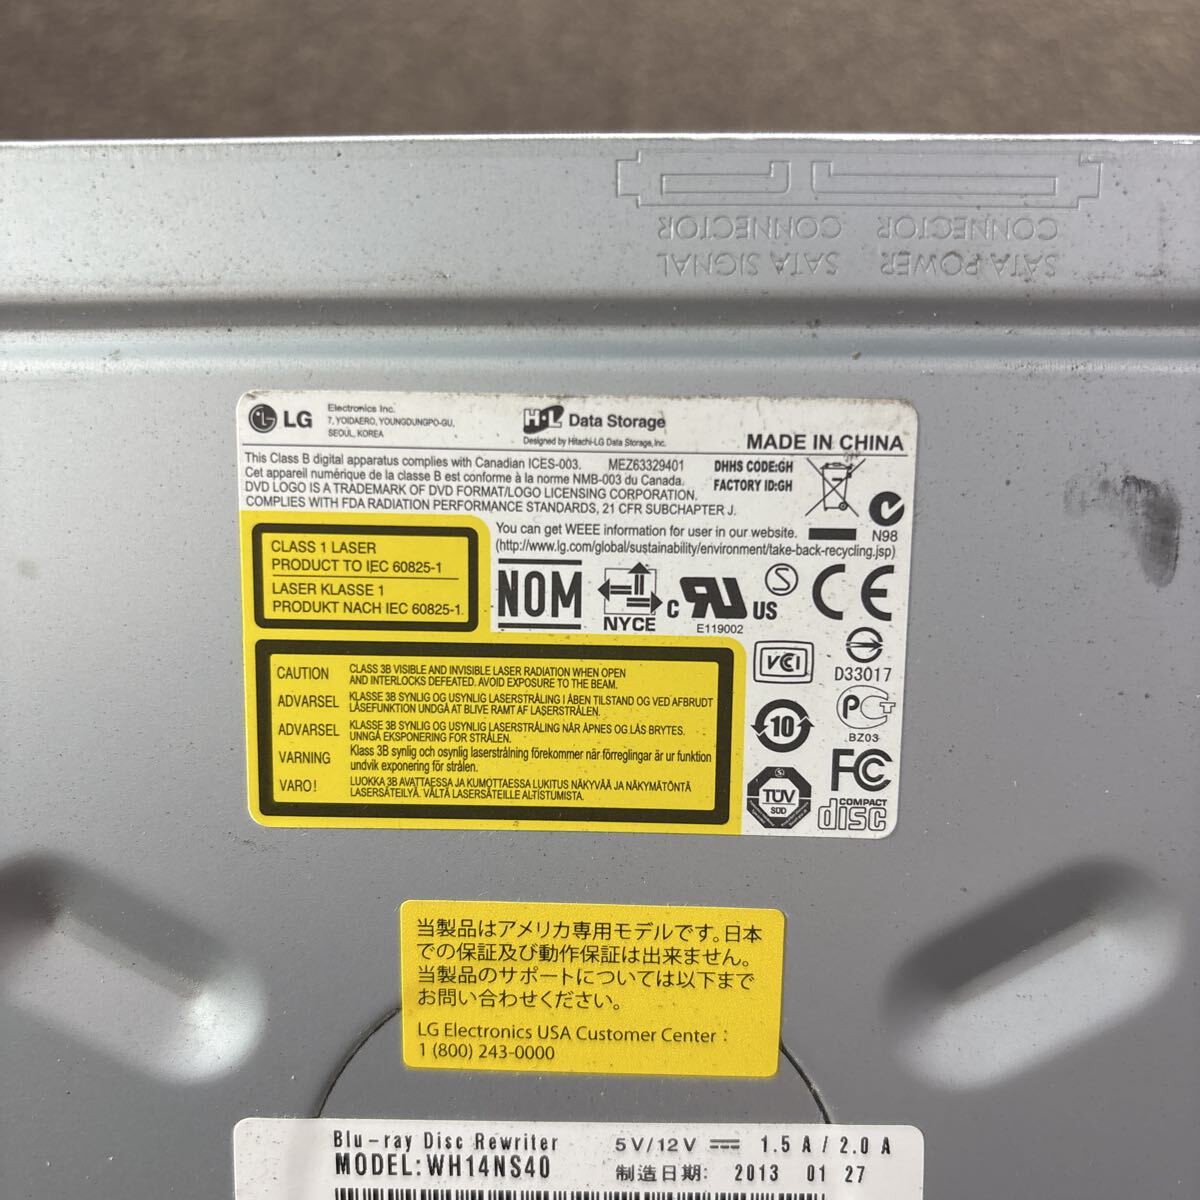 SATA SIGNAL CONNECTOR
SATA POWER CONNECTOR
LG Electronics Inc.
7, YOIDAERO, YOUNGDUNGPO-GU,
SEOUL, KOREA
H·L Data Storage
Designed by Hitachi-LG Data Storage, Inc.
MADE IN CHINA
This Class B digital apparatus complies with Canadian ICES-003. MEZ63329401
Cet appareil numérique de la classe B est conforme à la norme NMB-003 du Canada.
DVD LOGO IS A TRADEMARK OF DVD FORMAT/LOGO LICENSING CORPORATION.
COMPLIES WITH FDA RADIATION PERFORMANCE STANDARDS, 21 CFR SUBCHAPTER J.
DHHS CODE:GH
FACTORY ID:GH
N98
You can get WEEE information for user in our website.
(http://www.lg.com/global/sustainability/environment/take-back-recycling.jsp)
CLASS 1 LASER
PRODUCT TO IEC 60825-1
LASER KLASSE 1
PRODUKT NACH IEC 60825-1
NOM
NYCE
C UR US
E119002
S
CE
VCI
D33017
10
PCT
BZ03
TÜV
SÜD
FC
COMPACT
disc
CAUTION CLASS 3B VISIBLE AND INVISIBLE LASER RADIATION WHEN OPEN
AND INTERLOCKS DEFEATED. AVOID EXPOSURE TO THE BEAM.
ADVARSEL KLASSE 3B SYNLIG OG USYNLIG LASERSTRÅLING I ÅBEN TILSTAND OG VED AFBRUDT
LÅSEFUNKTION UNDGÅ AT BLIVE RAMT AF LASERSTRÅLEN.
ADVARSEL KLASSE 3B SYNLIG OG USYNLIG LASERSTRÅLING NÅR ÅPNES OG LÅS BRYTES.
UNNGÅ EKSPONERING FOR STRÅLEN.
VARNING Klass 3B synlig och osynlig laserstrålning förekommer när förreglingar är ur funktion
undvik exponering för strålen.
VARO! LUOKKA 3B AVATTAESSA JA KUMOTTAESSA LUKITUS NÄKYVÄÄ JA NÄKYMÄTÖNTÄ
LASERSÄTEILYÄ. VÄLTÄ LASERSÄTEILLE ALTISTUMISTA.
当製品はアメリカ専用モデルです。日本
での保証及び動作保証は出来ません。
当製品のサポートについては以下まで
お問い合わせください。
LG Electronics USA Customer Center :
1 (800) 243-0000
Blu-ray Disc Rewriter 5V/12V 1.5A/2.0A
MODEL:WH14NS40 制造日期: 2013 01 27